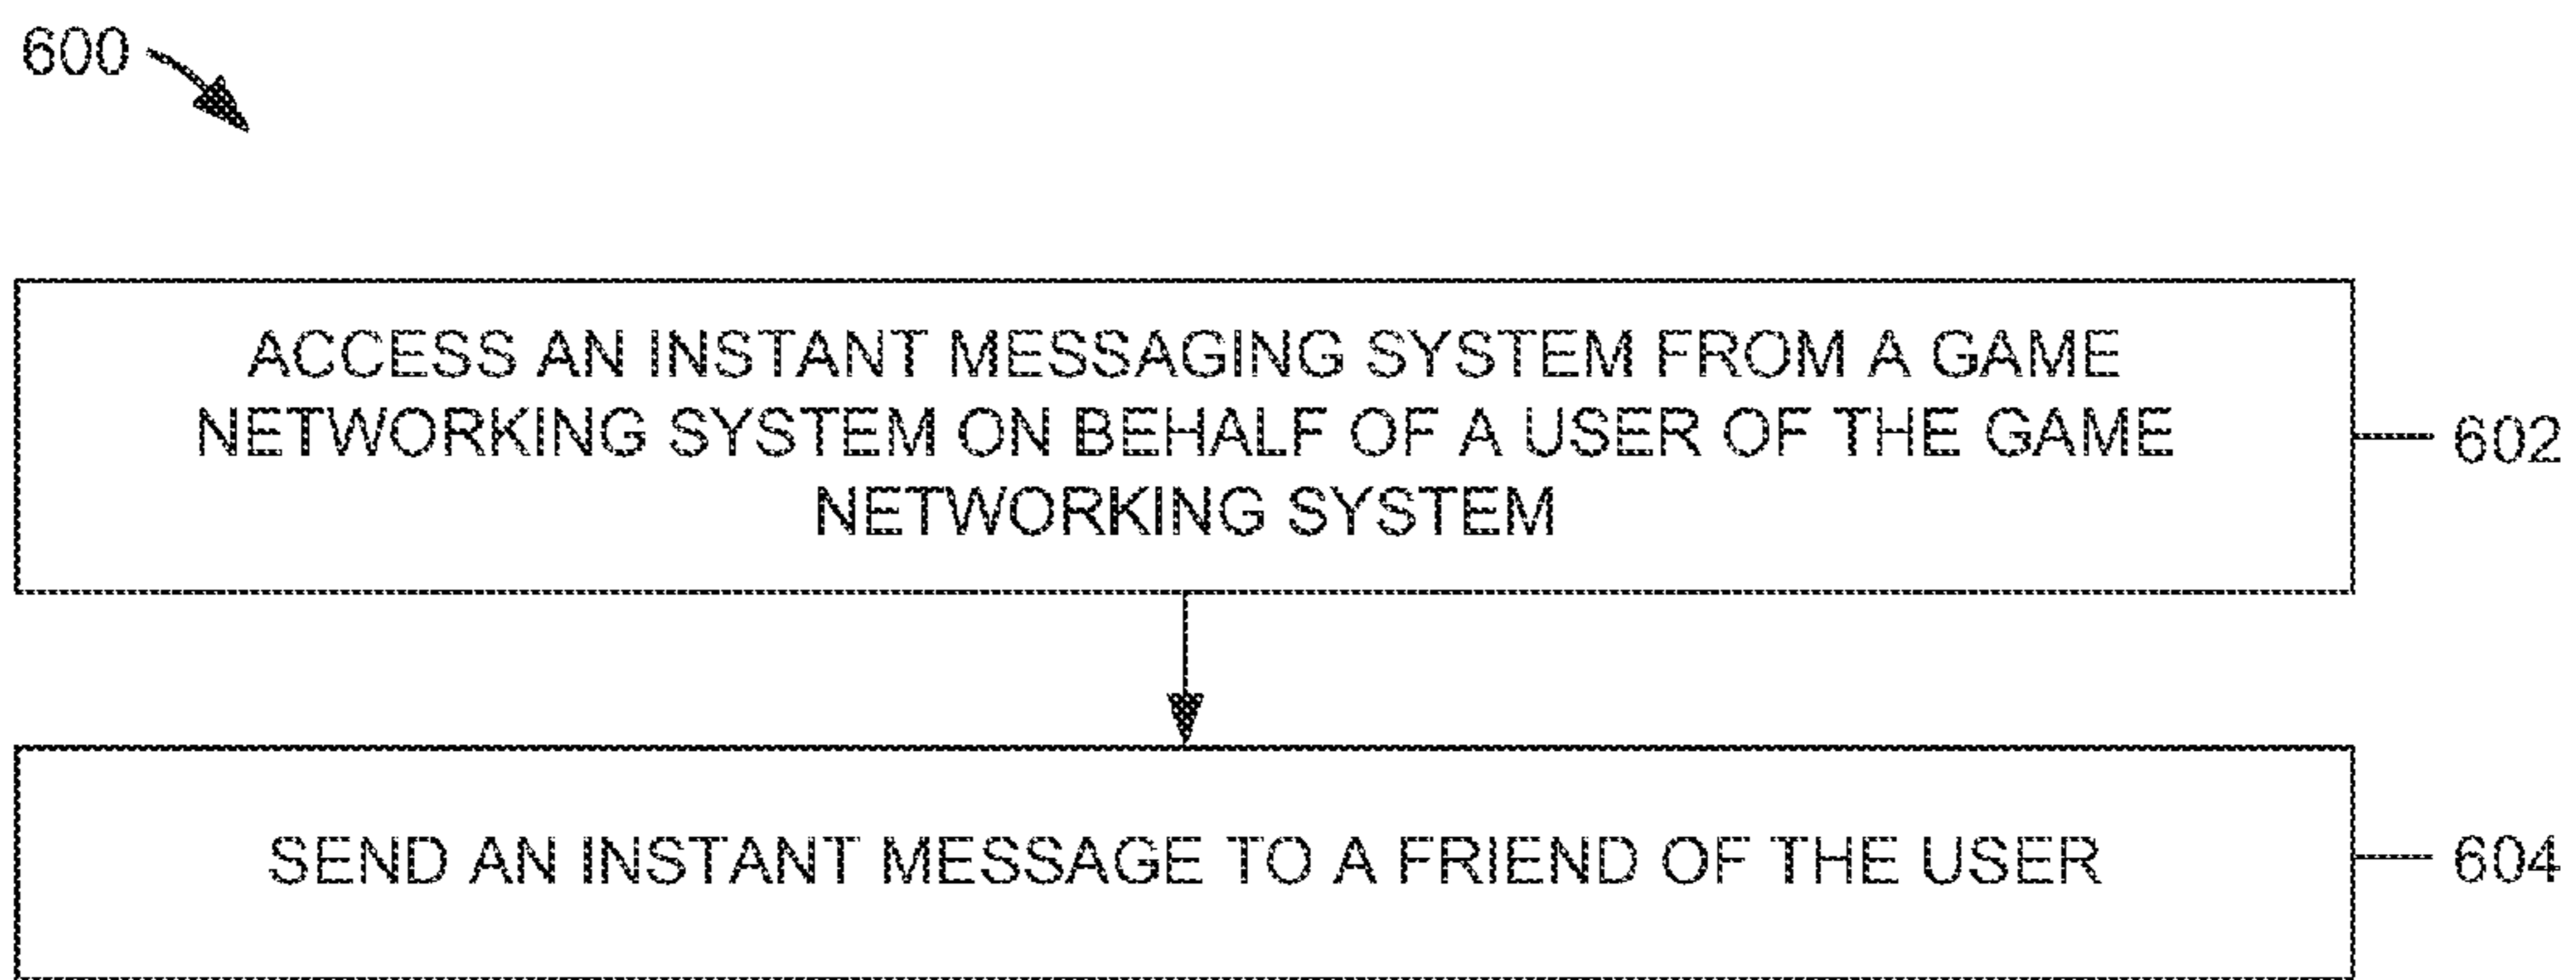 600
ACCESS AN INSTANT MESSAGING SYSTEM FROM A GAME
NETWORKING SYSTEM ON BEHALF OF A USER OF THE GAME
NETWORKING SYSTEM
602
SEND AN INSTANT MESSAGE TO A FRIEND OF THE USER
604